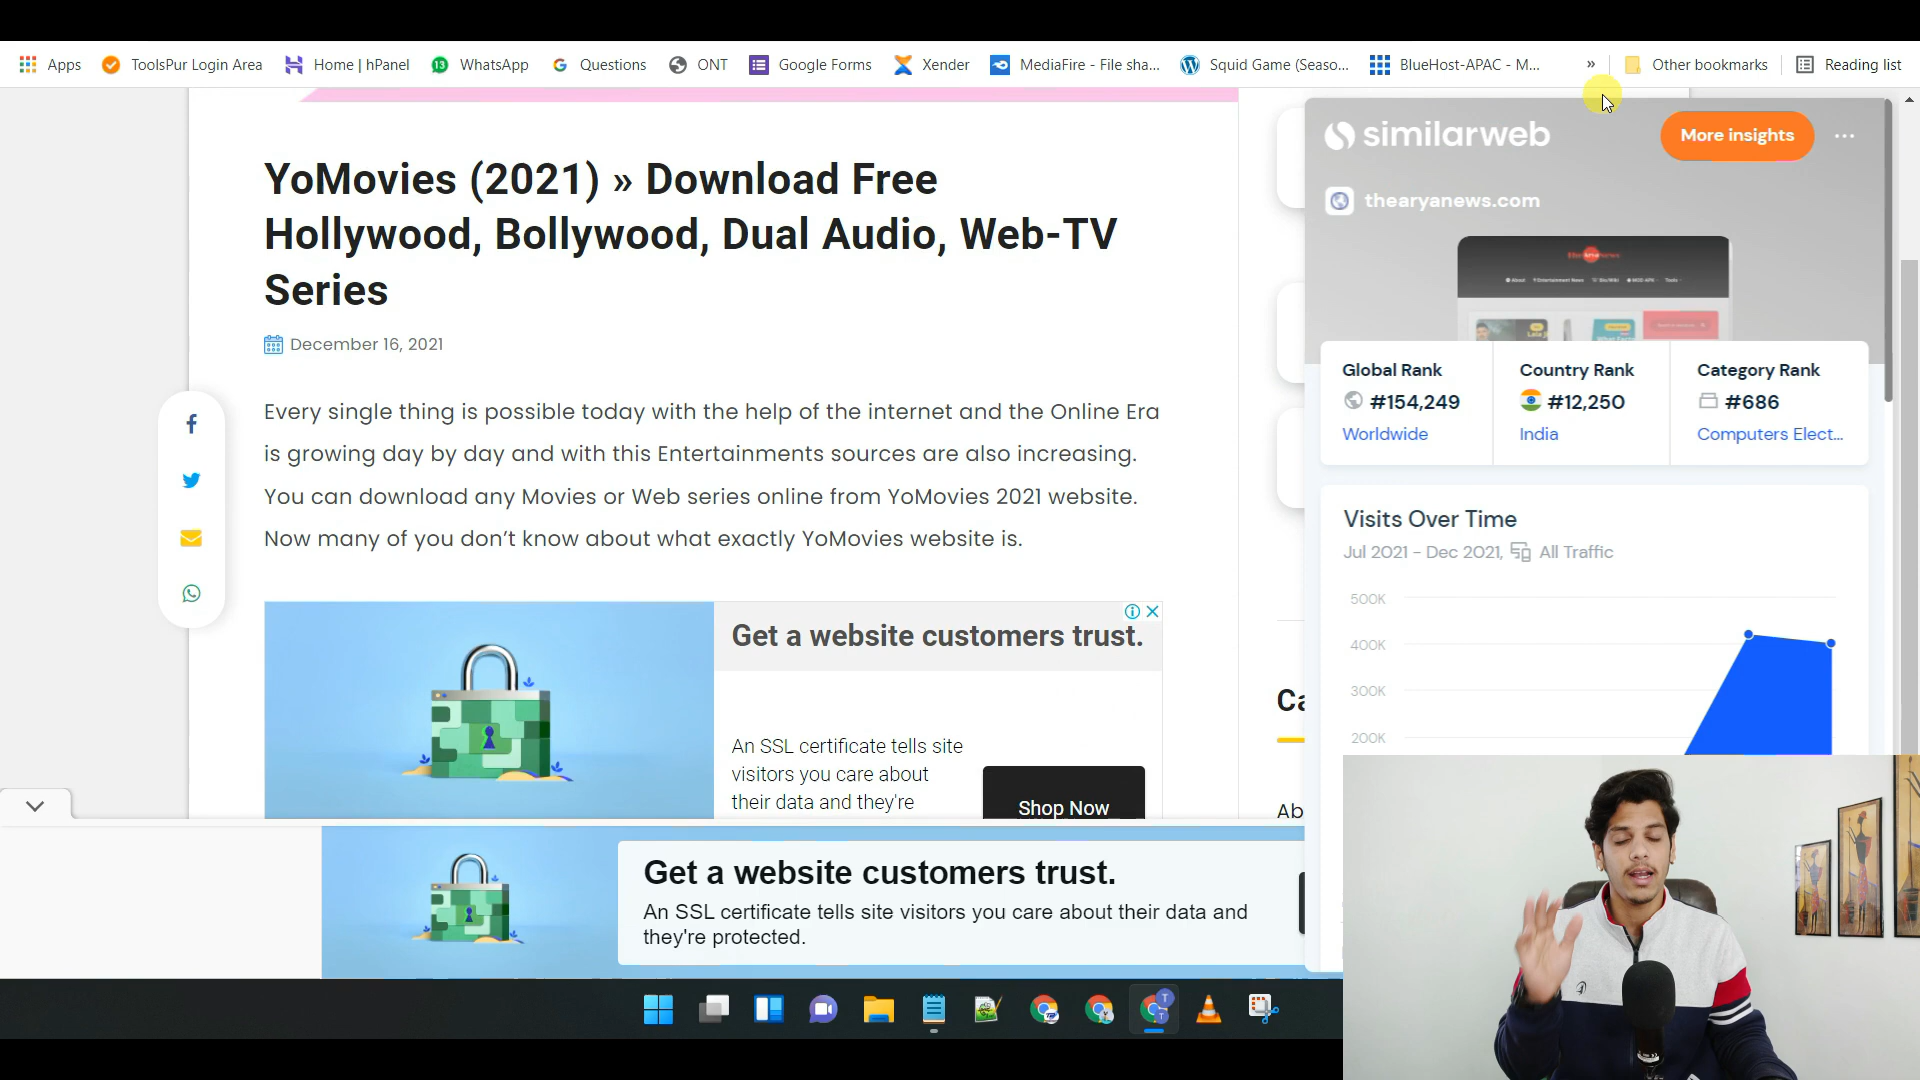 Apps
ToolsPur Login Area
Home | hPanel
13
WhatsApp
Questions
ONT
Google Forms
Xender
MediaFire - File sha...
Squid Game (Seaso...
BlueHost-APAC - M...
»
Other bookmarks
Reading list
YoMovies (2021) » Download Free
Hollywood, Bollywood, Dual Audio, Web-TV
Series
December 16, 2021
Every single thing is possible today with the help of the internet and the Online Era
is growing day by day and with this Entertainments sources are also increasing.
You can download any Movies or Web series online from YoMovies 2021 website.
Now many of you don't know about what exactly YoMovies website is.
Get a website customers trust.
An SSL certificate tells site
visitors you care about
their data and they're
Shop Now
Get a website customers trust.
An SSL certificate tells site visitors you care about their data and
they're protected.
similarweb
More insights
thearyanews.com
Global Rank
#154,249
Worldwide
Country Rank
#12,250
India
Category Rank
#686
Computers Elect...
Visits Over Time
Jul 2021 - Dec 2021, All Traffic
500K
400K
300K
200K
Ca
Ab